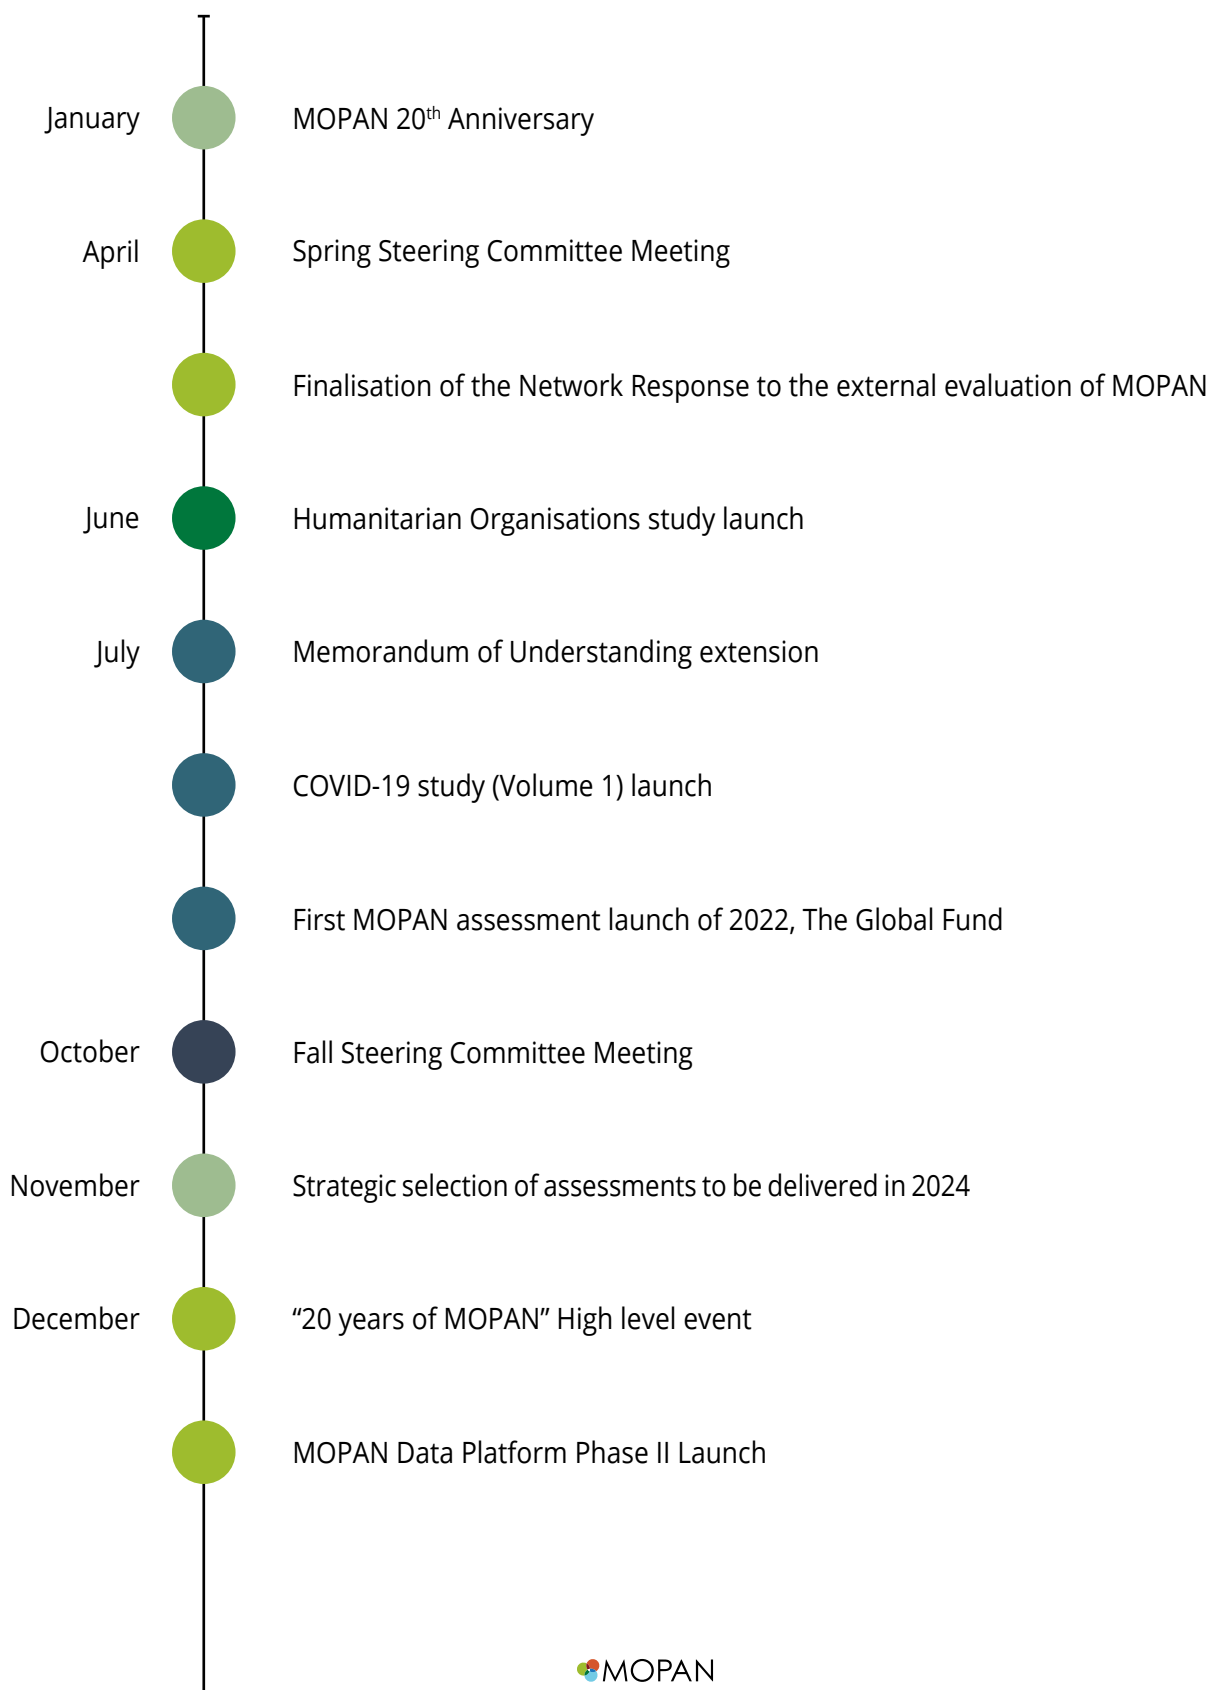 January MOPAN 20th Anniversary
April Spring Steering Committee Meeting
Finalisation of the Network Response to the external evaluation of MOPAN
June Humanitarian Organisations study launch
July Memorandum of Understanding extension
COVID-19 study (Volume 1) launch
First MOPAN assessment launch of 2022, The Global Fund
October Fall Steering Committee Meeting
November Strategic selection of assessments to be delivered in 2024
December “20 years of MOPAN” High level event
MOPAN Data Platform Phase II Launch
MOPAN